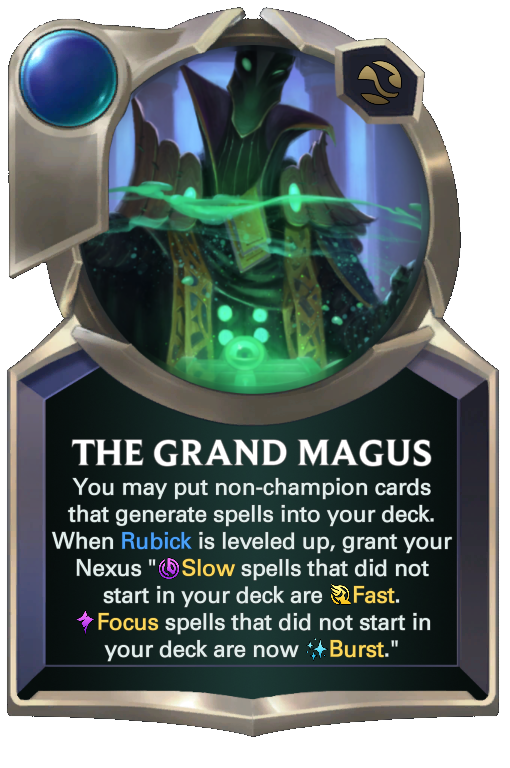 THE GRAND MAGUS
You may put non-champion cards
that generate spells into your deck.
When Rubick is leveled up, grant your
Nexus "Slow spells that did not
start in your deck are Fast.
Focus spells that did not start in
your deck are now Burst."